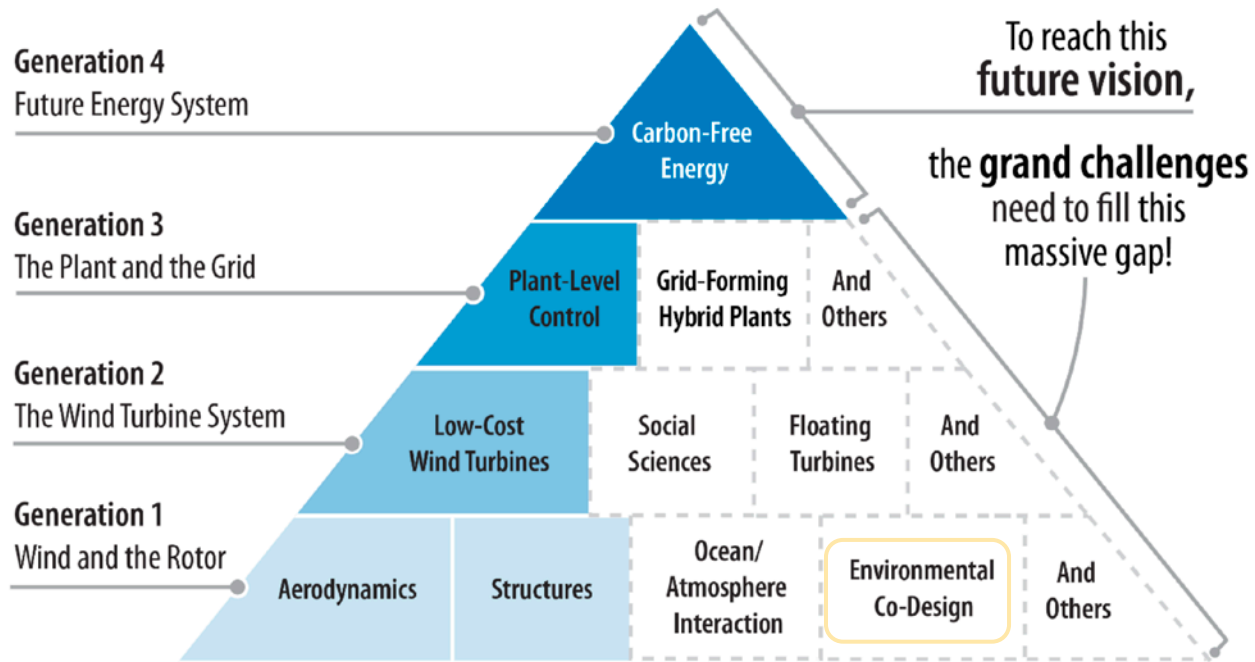 Generation 4
Future Energy System
Generation 3
The Plant and the Grid
Generation 2
The Wind Turbine System
Generation 1
Wind and the Rotor
Carbon-Free
Energy
Plant-Level
Control
Grid-Forming
Hybrid Plants
And
Others
Low-Cost
Wind Turbines
Social
Sciences
Floating
Turbines
And
Others
Aerodynamics
Structures
Ocean/
Atmosphere
Interaction
Environmental
Co-Design
And
Others
To reach this
future vision,
the grand challenges
need to fill this
massive gap!